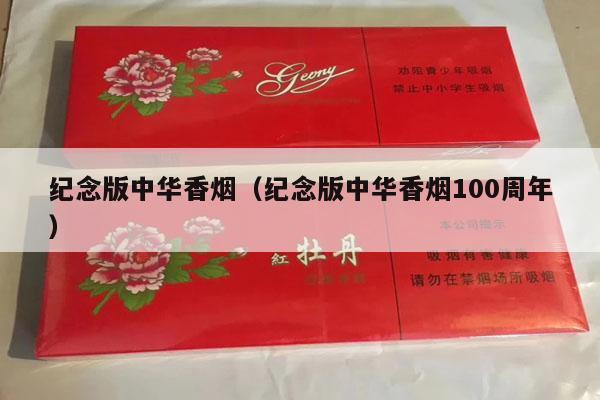 Geony
劝阻青少年吸烟
禁止中小学生吸烟
纪念版中华香烟（纪念版中华香烟100周年
）
本公司提示
紅 牡丹
吸烟有害健康
请勿在禁烟场所吸烟